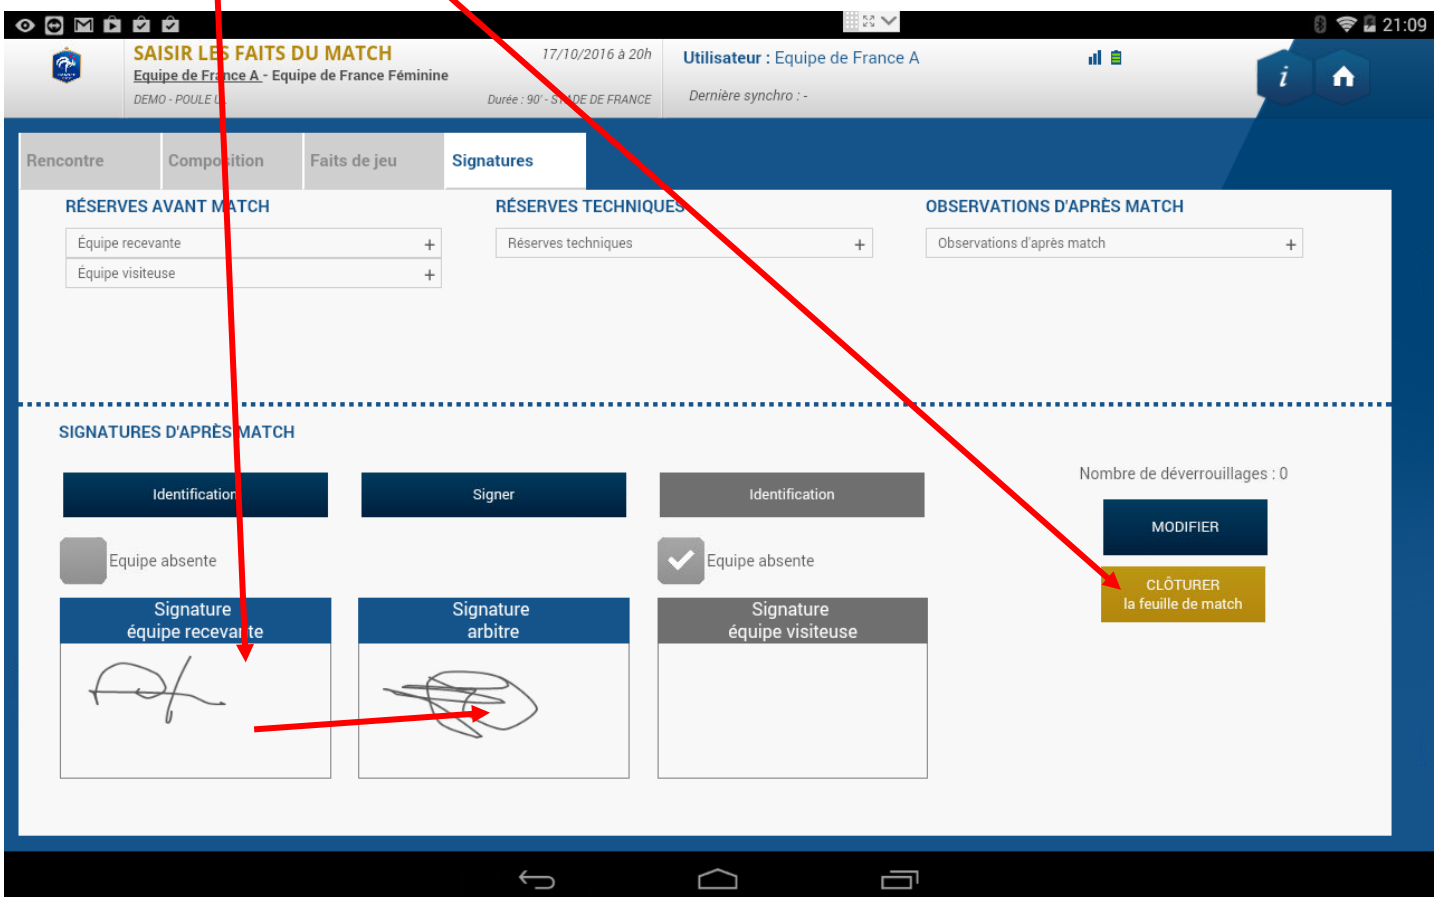 21:09
SAISIR LES FAITS DU MATCH
17/10/2016 à 20h
Utilisateur : Equipe de France A
Equipe de France A - Equipe de France Féminine
DEMO - POULE
Durée : 90' - STADE DE FRANCE
Dernière synchro : -
i
Rencontre
Composition
Faits de jeu
Signatures
RÉSERVES AVANT MATCH
Équipe recevante +
Équipe visiteuse +
RÉSERVES TECHNIQUES
Réserves techniques +
OBSERVATIONS D'APRÈS MATCH
Observations d'après match +
SIGNATURES D'APRÈS MATCH
Identification
Signer
Identification
Nombre de déverrouillages : 0
MODIFIER
Equipe absente
Equipe absente
CLÔTURER
la feuille de match
Signature
équipe recevante
Signature
arbitre
Signature
équipe visiteuse